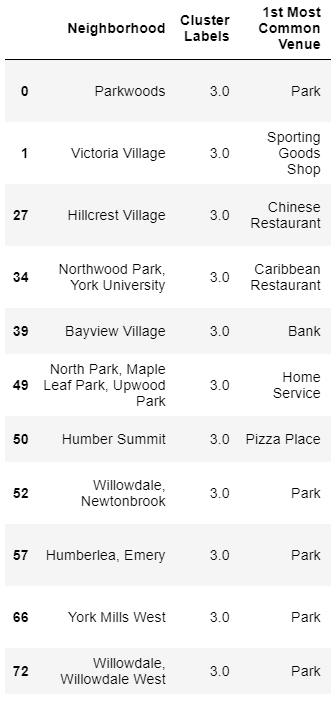 Neighborhood Cluster Labels 1st Most Common Venue
0 Parkwoods 3.0 Park
1 Victoria Village 3.0 Sporting Goods Shop
27 Hillcrest Village 3.0 Chinese Restaurant
34 Northwood Park, York University 3.0 Caribbean Restaurant
39 Bayview Village 3.0 Bank
49 North Park, Maple Leaf Park, Upwood Park 3.0 Home Service
50 Humber Summit 3.0 Pizza Place
52 Willowdale, Newtonbrook 3.0 Park
57 Humberlea, Emery 3.0 Park
66 York Mills West 3.0 Park
72 Willowdale, Willowdale West 3.0 Park